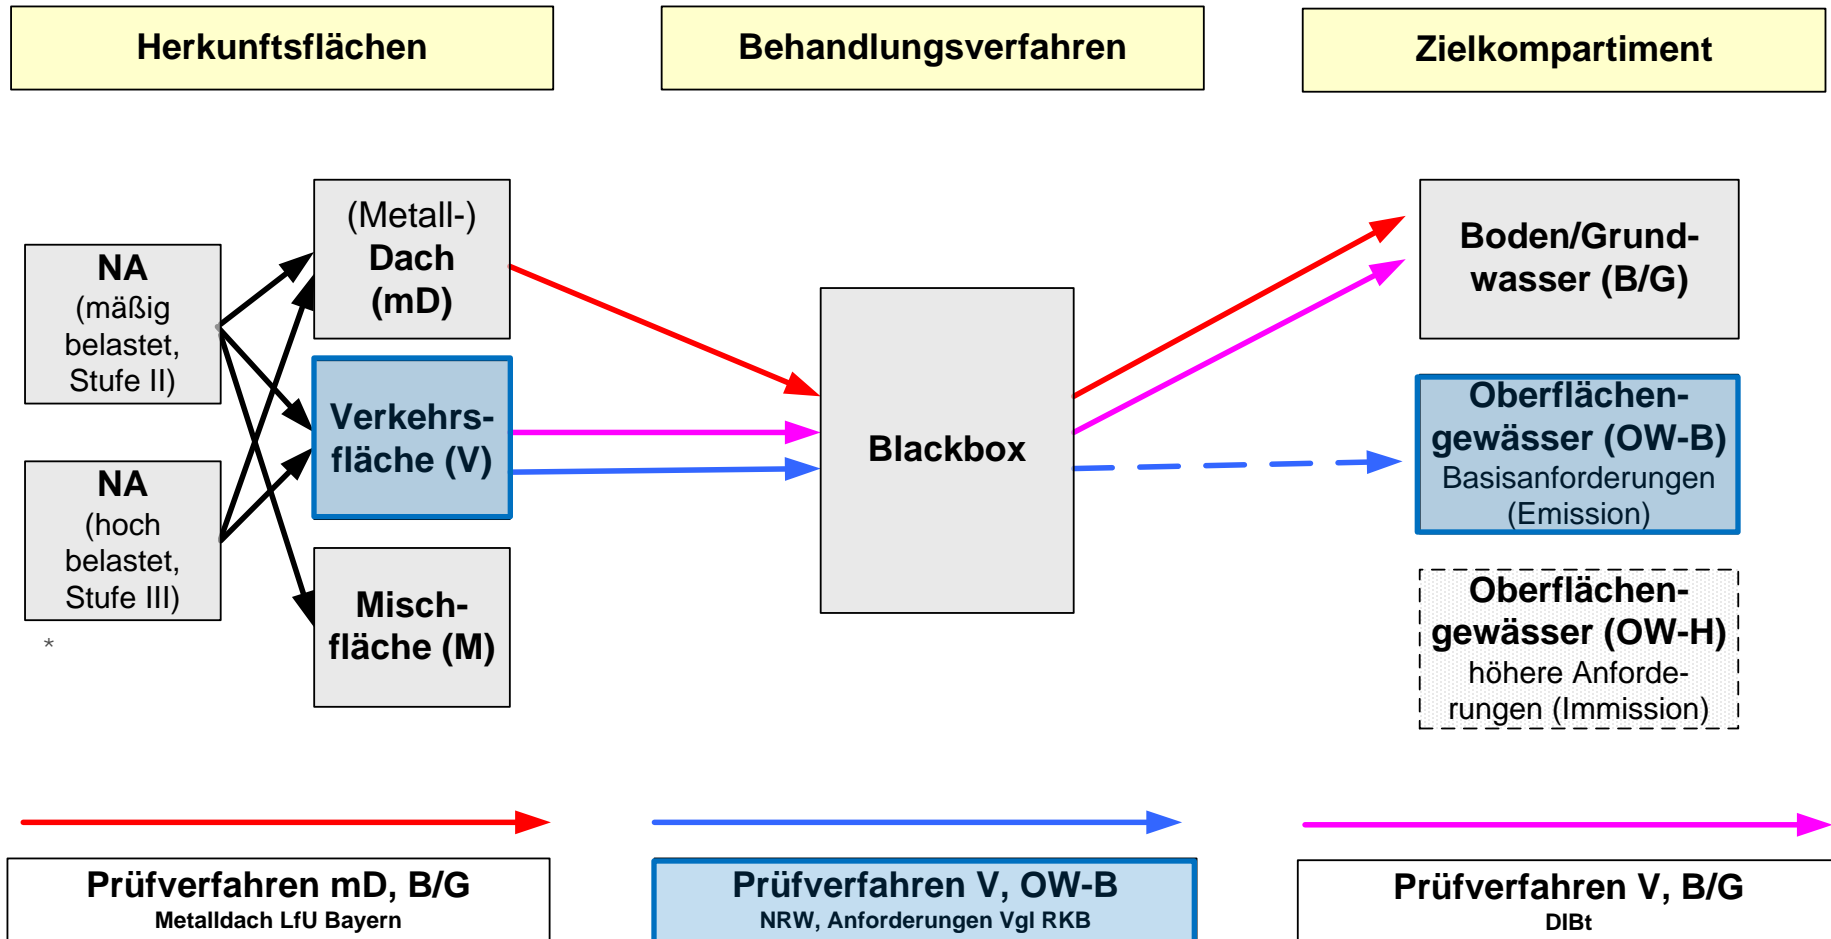 Herkunftsflächen
Behandlungsverfahren
Zielkompartiment
NA
(mäßig
belastet,
Stufe II)
NA
(hoch
belastet,
Stufe III)
*
(Metall-)
Dach
(mD)
Verkehrs-
fläche (V)
Misch-
fläche (M)
Blackbox
Boden/Grund-
wasser (B/G)
Oberflächen-
gewässer (OW-B)
Basisanforderungen
(Emission)
Oberflächen-
gewässer (OW-H)
höhere Anforde-
rungen (Immission)
Prüfverfahren mD, B/G
Metalldach LfU Bayern
Prüfverfahren V, OW-B
NRW, Anforderungen Vgl RKB
Prüfverfahren V, B/G
DIBt